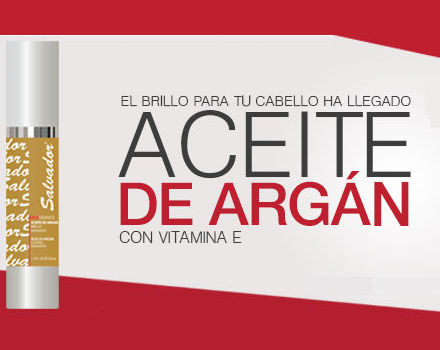 EL BRILLO PARA TU CABELLO HA LLEGADO
ACEITE
DE ARGÁN
CON VITAMINA E
Salvador